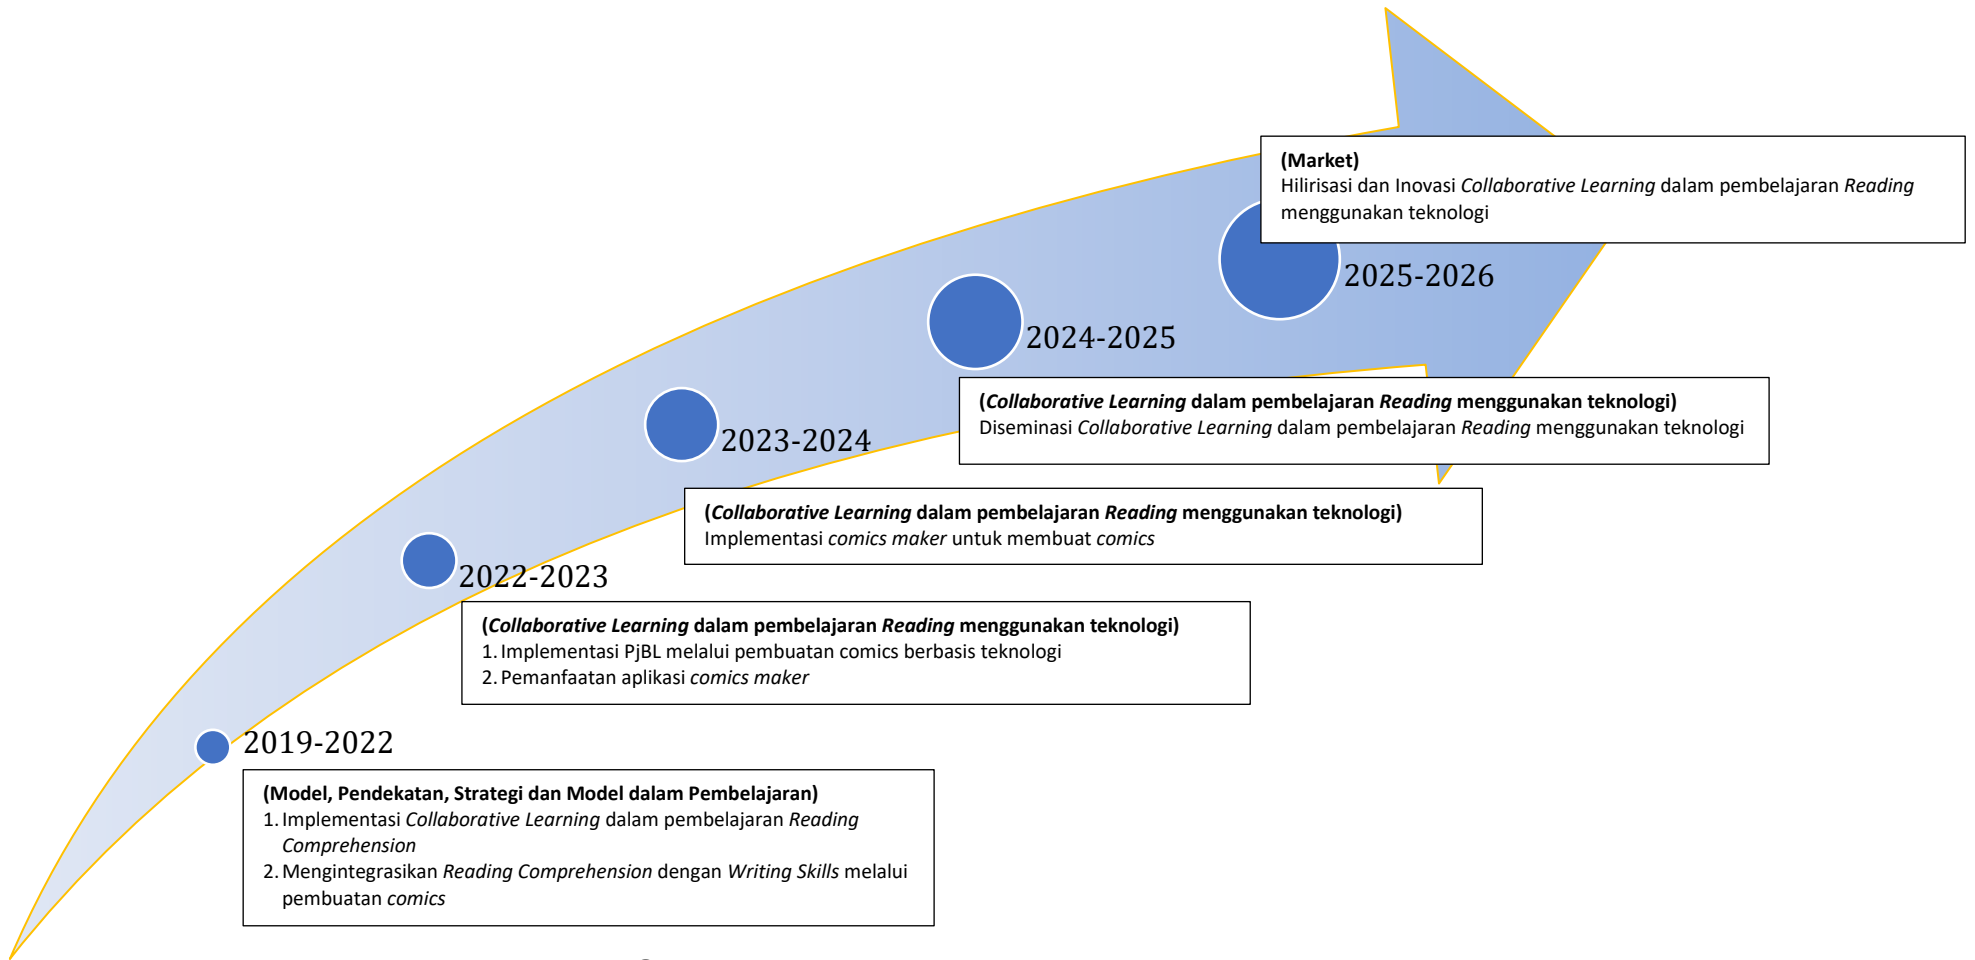 (Market)
Hilirisasi dan Inovasi Collaborative Learning dalam pembelajaran Reading
menggunakan teknologi
2025-2026
2024-2025
(Collaborative Learning dalam pembelajaran Reading menggunakan teknologi)
Diseminasi Collaborative Learning dalam pembelajaran Reading menggunakan teknologi
2023-2024
(Collaborative Learning dalam pembelajaran Reading menggunakan teknologi)
Implementasi comics maker untuk membuat comics
2022-2023
(Collaborative Learning dalam pembelajaran Reading menggunakan teknologi)
1. Implementasi PjBL melalui pembuatan comics berbasis teknologi
2. Pemanfaatan aplikasi comics maker
2019-2022
(Model, Pendekatan, Strategi dan Model dalam Pembelajaran)
1. Implementasi Collaborative Learning dalam pembelajaran Reading
Comprehension
2. Mengintegrasikan Reading Comprehension dengan Writing Skills melalui
pembuatan comics